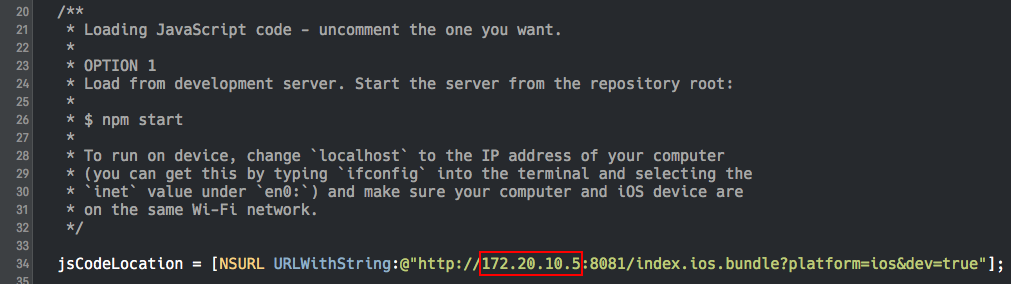 20 /**
21  * Loading JavaScript code – uncomment the one you want.
22  *
23  * OPTION 1
24  * Load from development server. Start the server from the repository root:
25  *
26  * $ npm start
27  *
28  * To run on device, change `localhost` to the IP address of your computer
29  * (you can get this by typing `ifconfig` into the terminal and selecting the
30  * `inet` value under `en0:`) and make sure your computer and iOS device are
31  * on the same Wi-Fi network.
32  */
33
34 jsCodeLocation = [NSURL URLWithString:@"http://172.20.10.5:8081/index.ios.bundle?platform=ios&dev=true"];
35